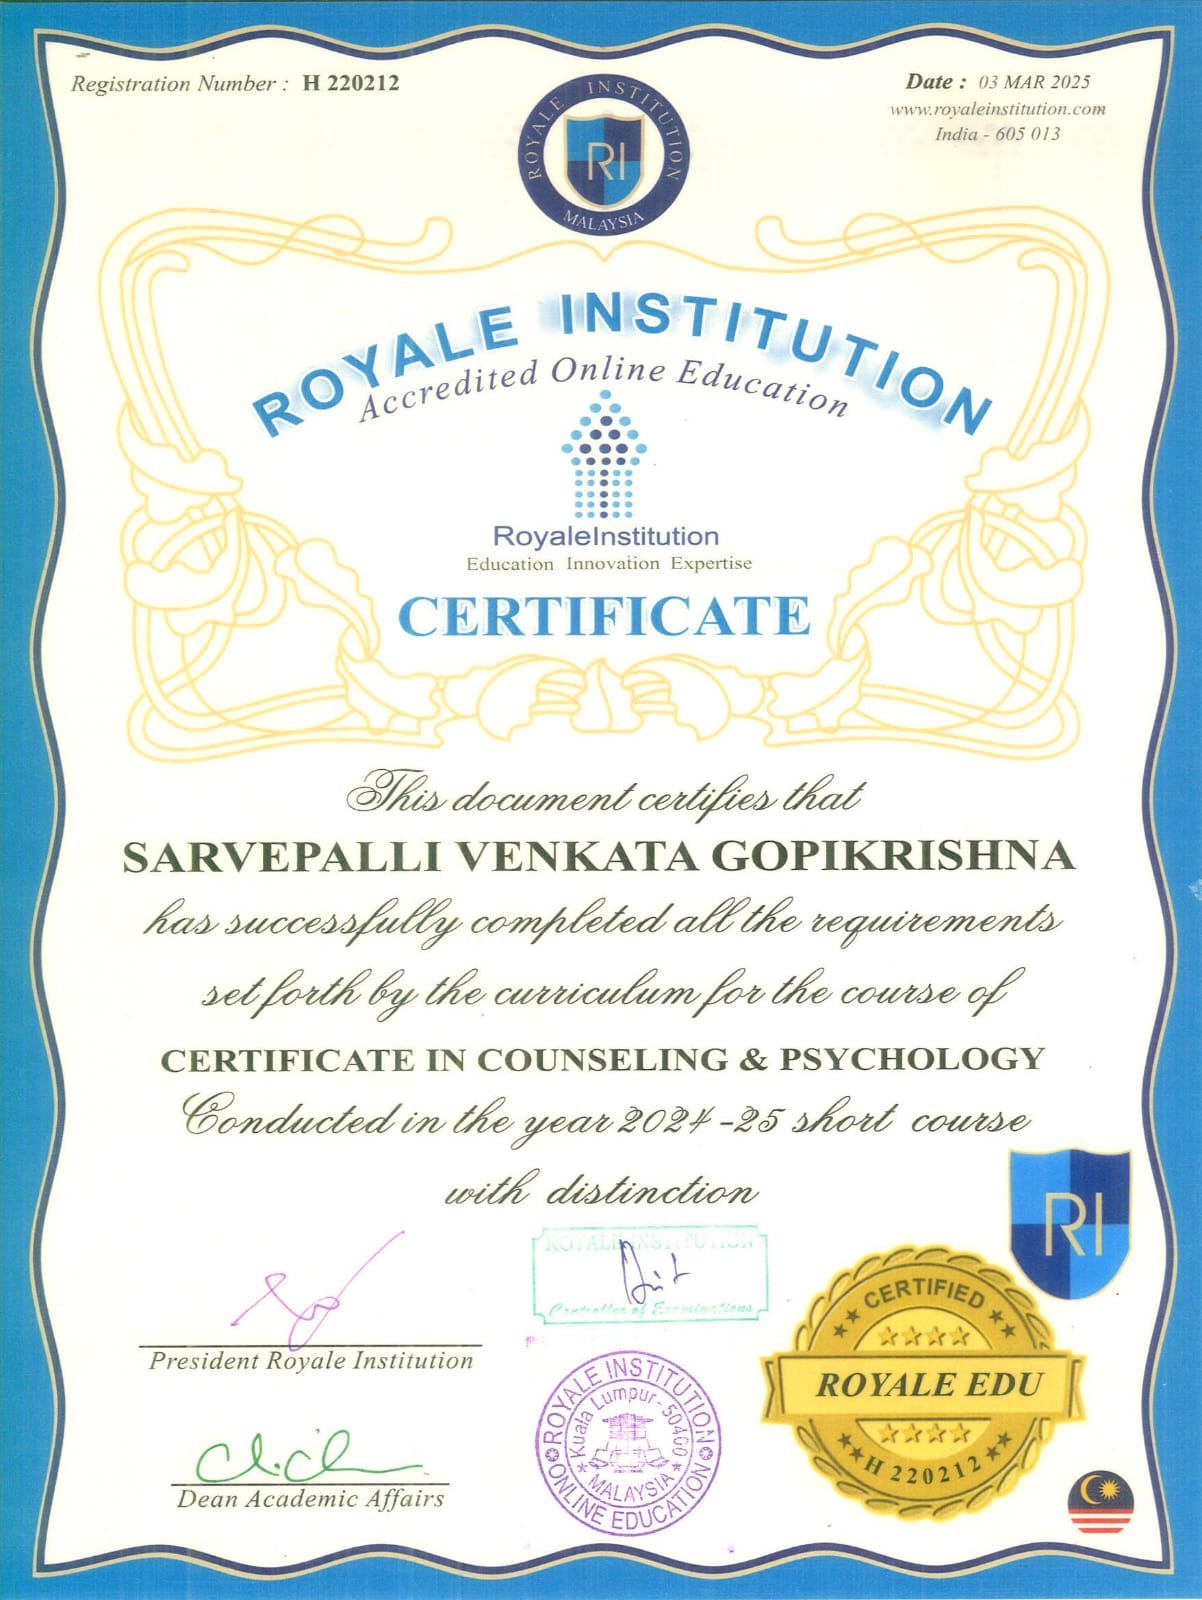 Registration Number : H 220212
Date : 03 MAR 2025
www.royaleinstitution.com
India - 605 013
ROYALE INSTITUTION
RI
MALAYSIA
ROYALE INSTITUTION
Accredited Online Education
RoyaleInstitution
Education Innovation Expertise
CERTIFICATE
This document certifies that
SARVEPALLI VENKATA GOPIKRISHNA
has successfully completed all the requirements
set forth by the curriculum for the course of
CERTIFICATE IN COUNSELING & PSYCHOLOGY
Conducted in the year 2024-25 short course
with distinction
RI
ROYALE INSTITUTION
Controller of Examinations
President Royale Institution
ROYALE INSTITUTION
Kuala Lumpur-50400
MALAYSIA
ONLINE EDUCATION
CERTIFIED
ROYALE EDU
H 220212
Dean Academic Affairs